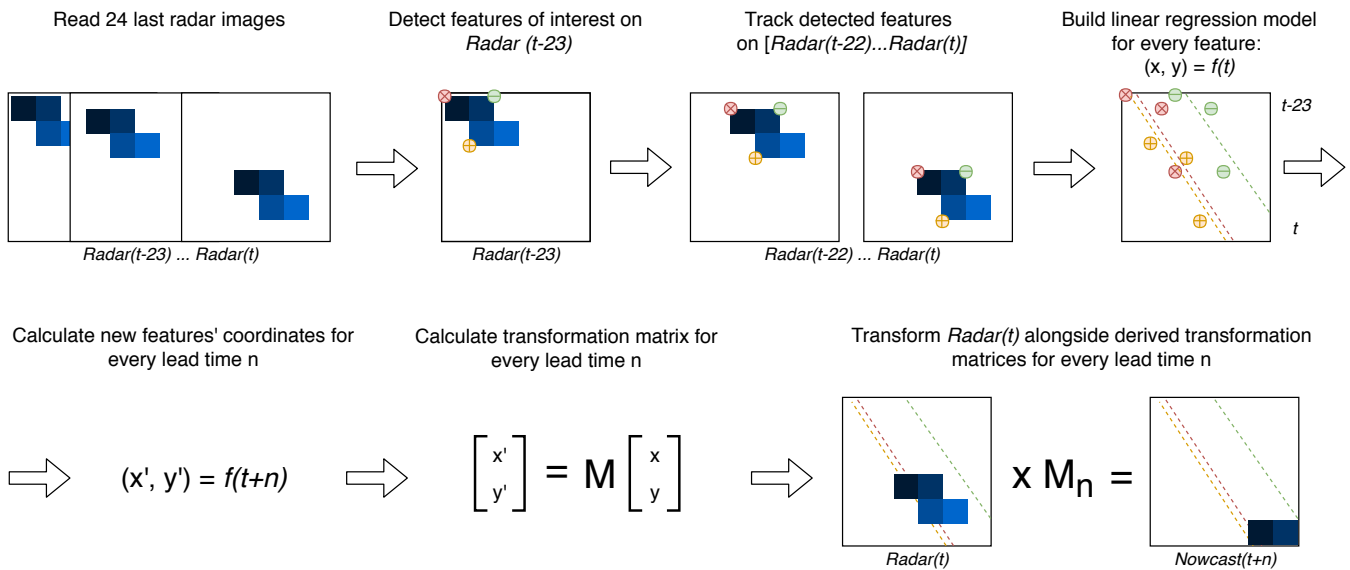 Read 24 last radar images
Detect features of interest on
Radar (t-23)
Track detected features
on [Radar(t-22)...Radar(t)]
Build linear regression model
for every feature:
(x, y) = f(t)
t-23
t
Radar(t-23) ... Radar(t)
Radar(t-23)
Radar(t-22) ... Radar(t)
Calculate new features' coordinates for
every lead time n
Calculate transformation matrix for
every lead time n
Transform Radar(t) alongside derived transformation
matrices for every lead time n
(x', y') = f(t+n)
x'
y'
= M
x
y
x Mn =
Radar(t)
Nowcast(t+n)